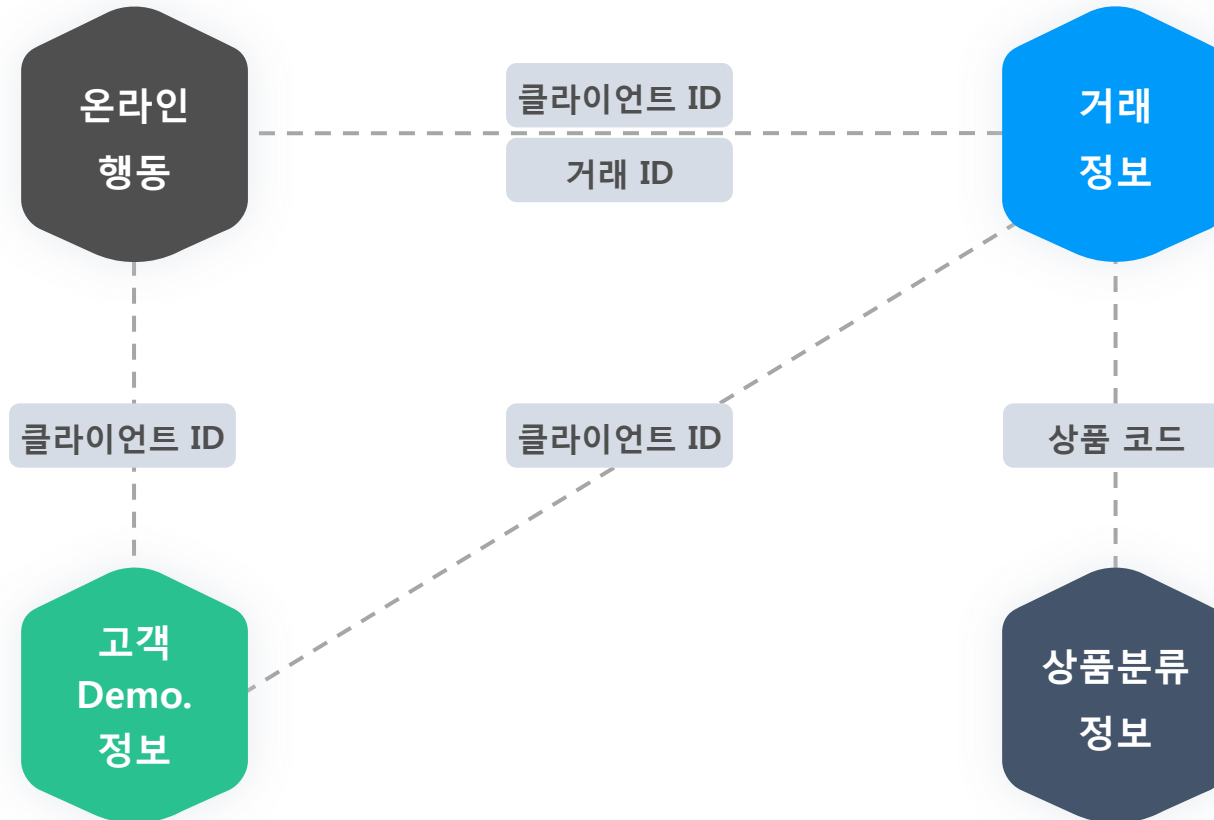 온라인
행동
클라이언트 ID
거래 ID
거래
정보
클라이언트 ID
클라이언트 ID
상품 코드
고객
Demo.
정보
상품분류
정보